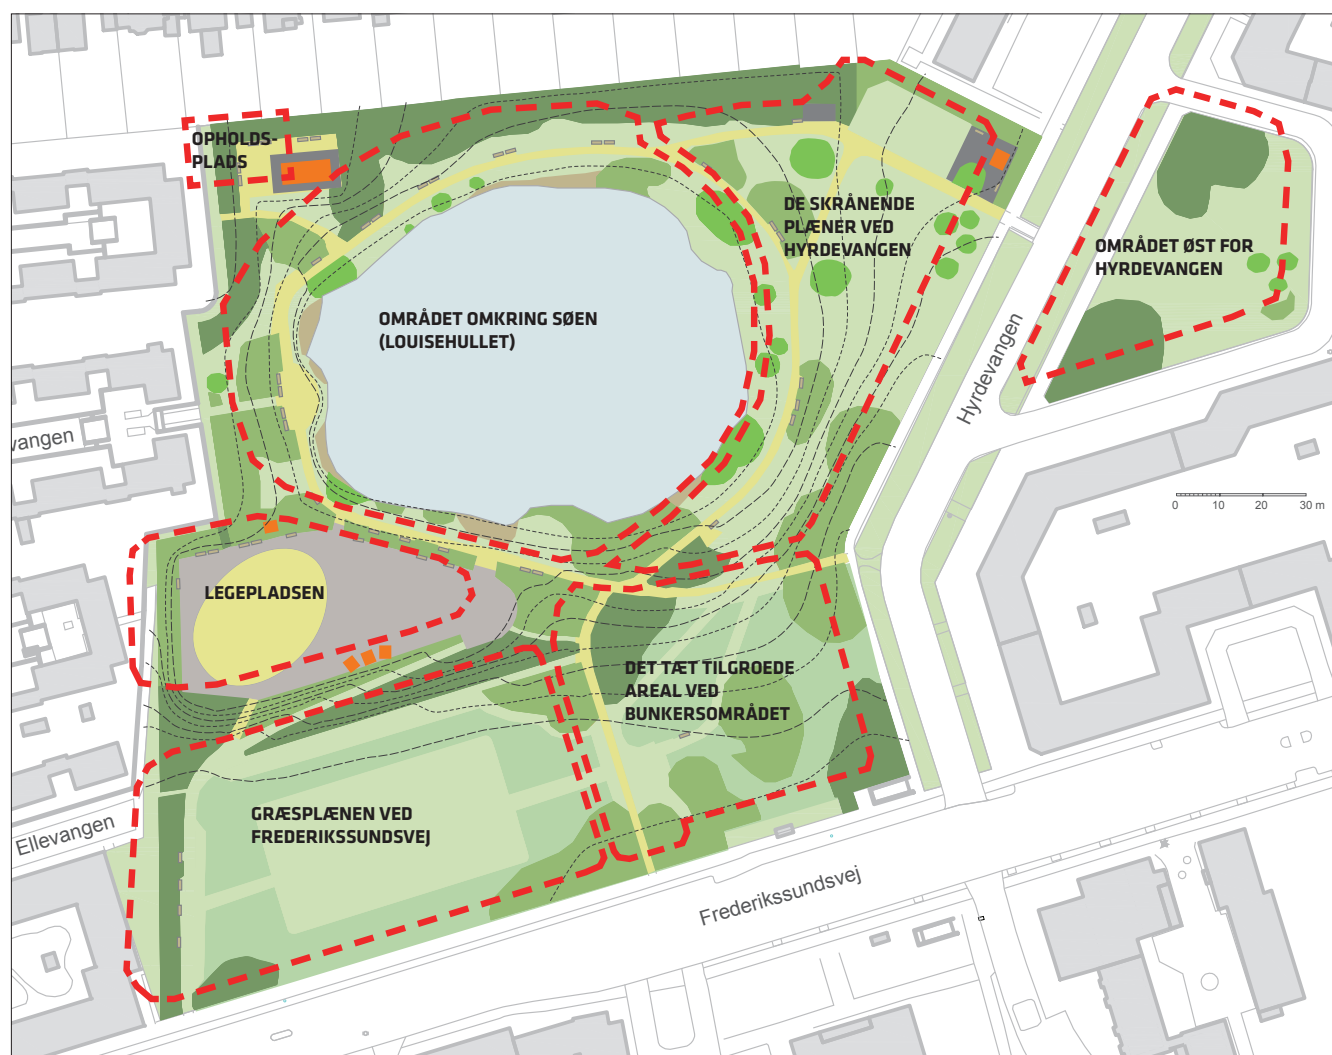 OPHOLDS-
PLADS
DE SKRÅNENDE
PLÆNER VED
HYRDEVANGEN
OMRÅDET ØST FOR
HYRDEVANGEN
OMRÅDET OMKRING SØEN
(LOUISEHULLET)
Hyrdevangen
vangen
0 10 20 30 m
LEGEPLADSEN
DET TÆT TILGROEDE
AREAL VED
BUNKERSOMRÅDET
GRÆSPLÆNEN VED
FREDERIKSSUNDSVEJ
Ellevangen
Frederikssundsvej